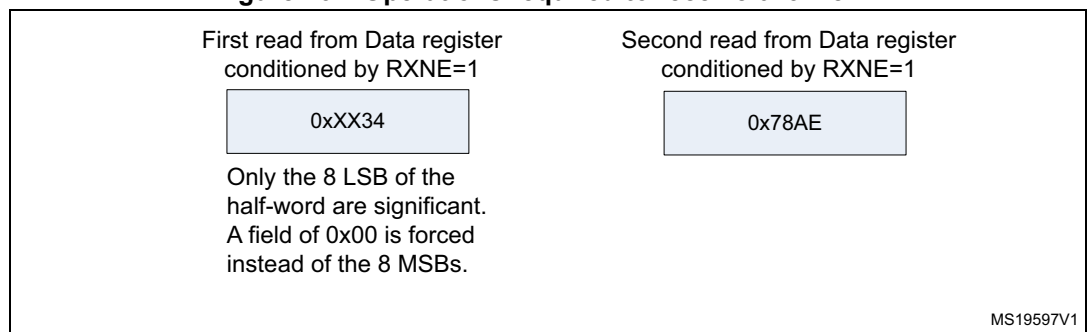 First read from Data register
conditioned by RXNE=1
0xXX34
Only the 8 LSB of the
half-word are significant.
A field of 0x00 is forced
instead of the 8 MSBs.
Second read from Data register
conditioned by RXNE=1
0x78AE
MS19597V1